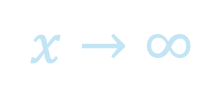 x → ∞